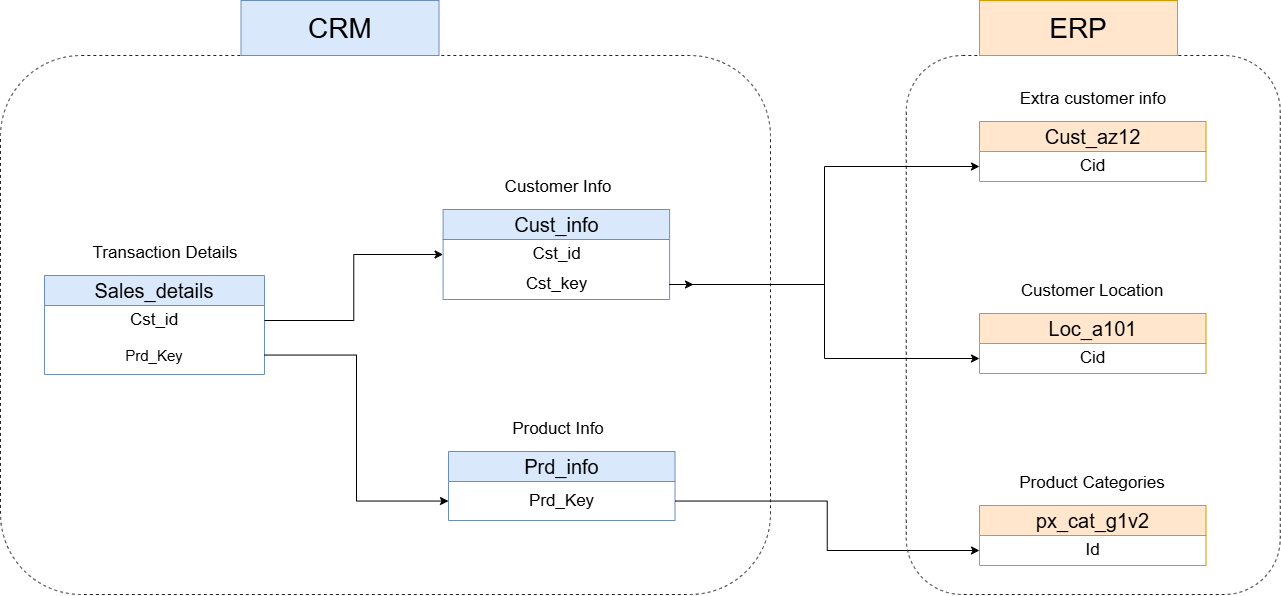 CRM
ERP
Transaction Details
Sales_details
Cst_id
Prd_Key
Customer Info
Cust_info
Cst_id
Cst_key
Product Info
Prd_info
Prd_Key
Extra customer info
Cust_az12
Cid
Customer Location
Loc_a101
Cid
Product Categories
px_cat_g1v2
Id